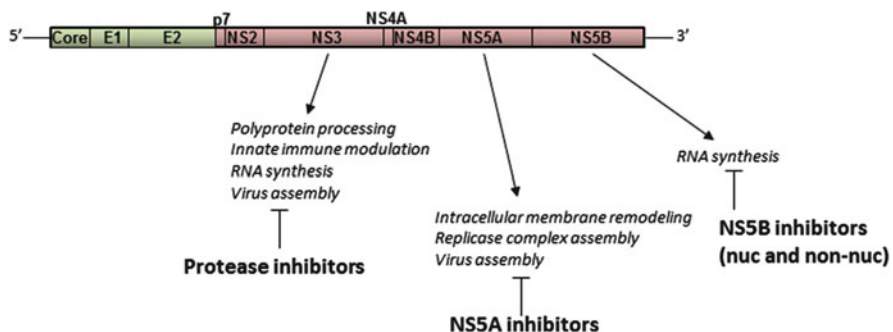 p7 NS4A
5’ Core E1 E2 NS2 NS3 NS4B NS5A NS5B 3’
Polyprotein processing
Innate immune modulation
RNA synthesis
Virus assembly
Protease inhibitors
Intracellular membrane remodeling
Replicase complex assembly
Virus assembly
NS5A inhibitors
RNA synthesis
NS5B inhibitors
(nuc and non-nuc)